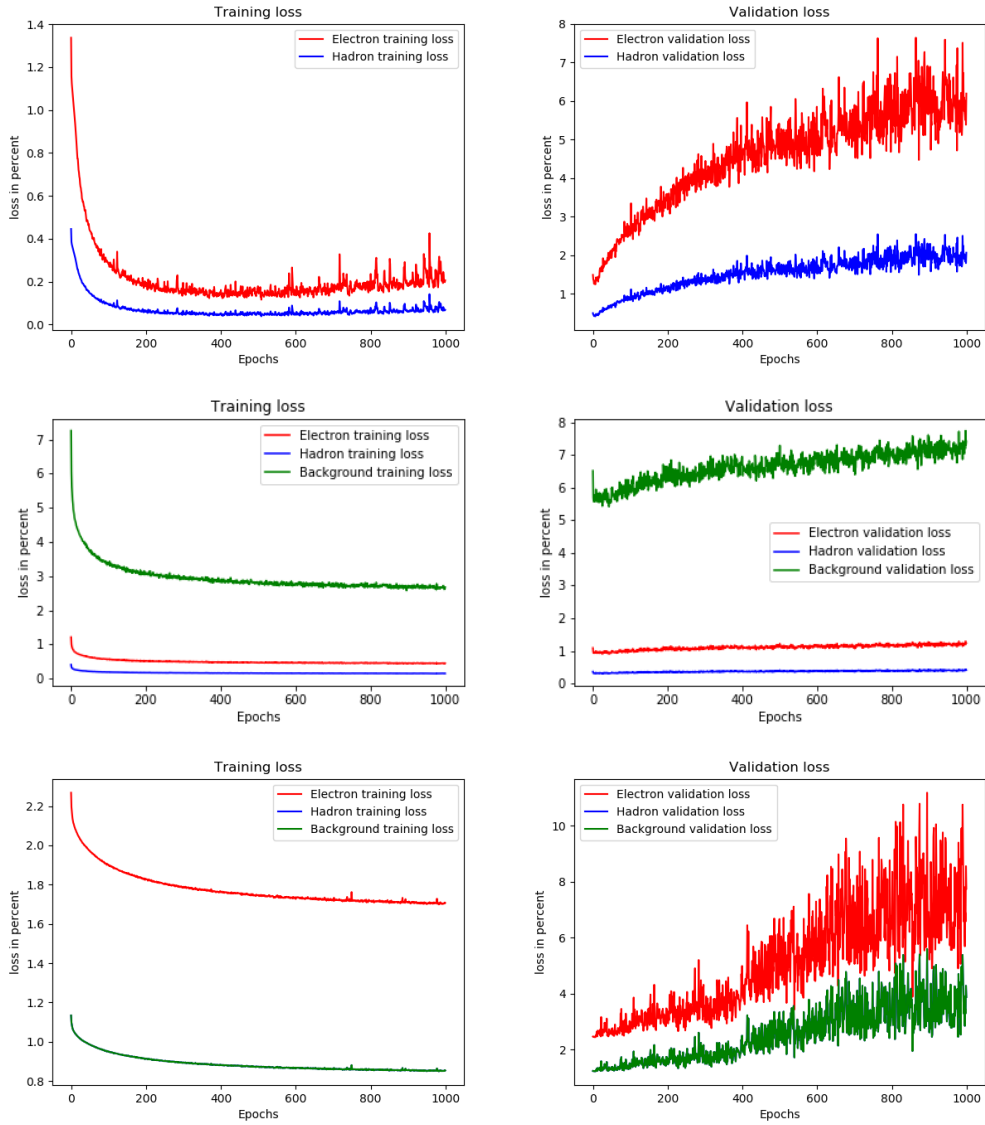 Training loss
1.4
1.2
1.0
0.8
0.6
0.4
0.2
0.0
loss in percent
Electron training loss
Hadron training loss
0 200 400 600 800 1000
Epochs
Validation loss
8
7
6
5
4
3
2
1
loss in percent
Electron validation loss
Hadron validation loss
0 200 400 600 800 1000
Epochs
Training loss
7
6
5
4
3
2
1
0
loss in percent
Electron training loss
Hadron training loss
Background training loss
0 200 400 600 800 1000
Epochs
Validation loss
8
7
6
5
4
3
2
1
0
loss in percent
Electron validation loss
Hadron validation loss
Background validation loss
0 200 400 600 800 1000
Epochs
Training loss
2.2
2.0
1.8
1.6
1.4
1.2
1.0
0.8
loss in percent
Electron training loss
Hadron training loss
Background training loss
0 200 400 600 800 1000
Epochs
Validation loss
10
8
6
4
2
loss in percent
Electron validation loss
Hadron validation loss
Background validation loss
0 200 400 600 800 1000
Epochs